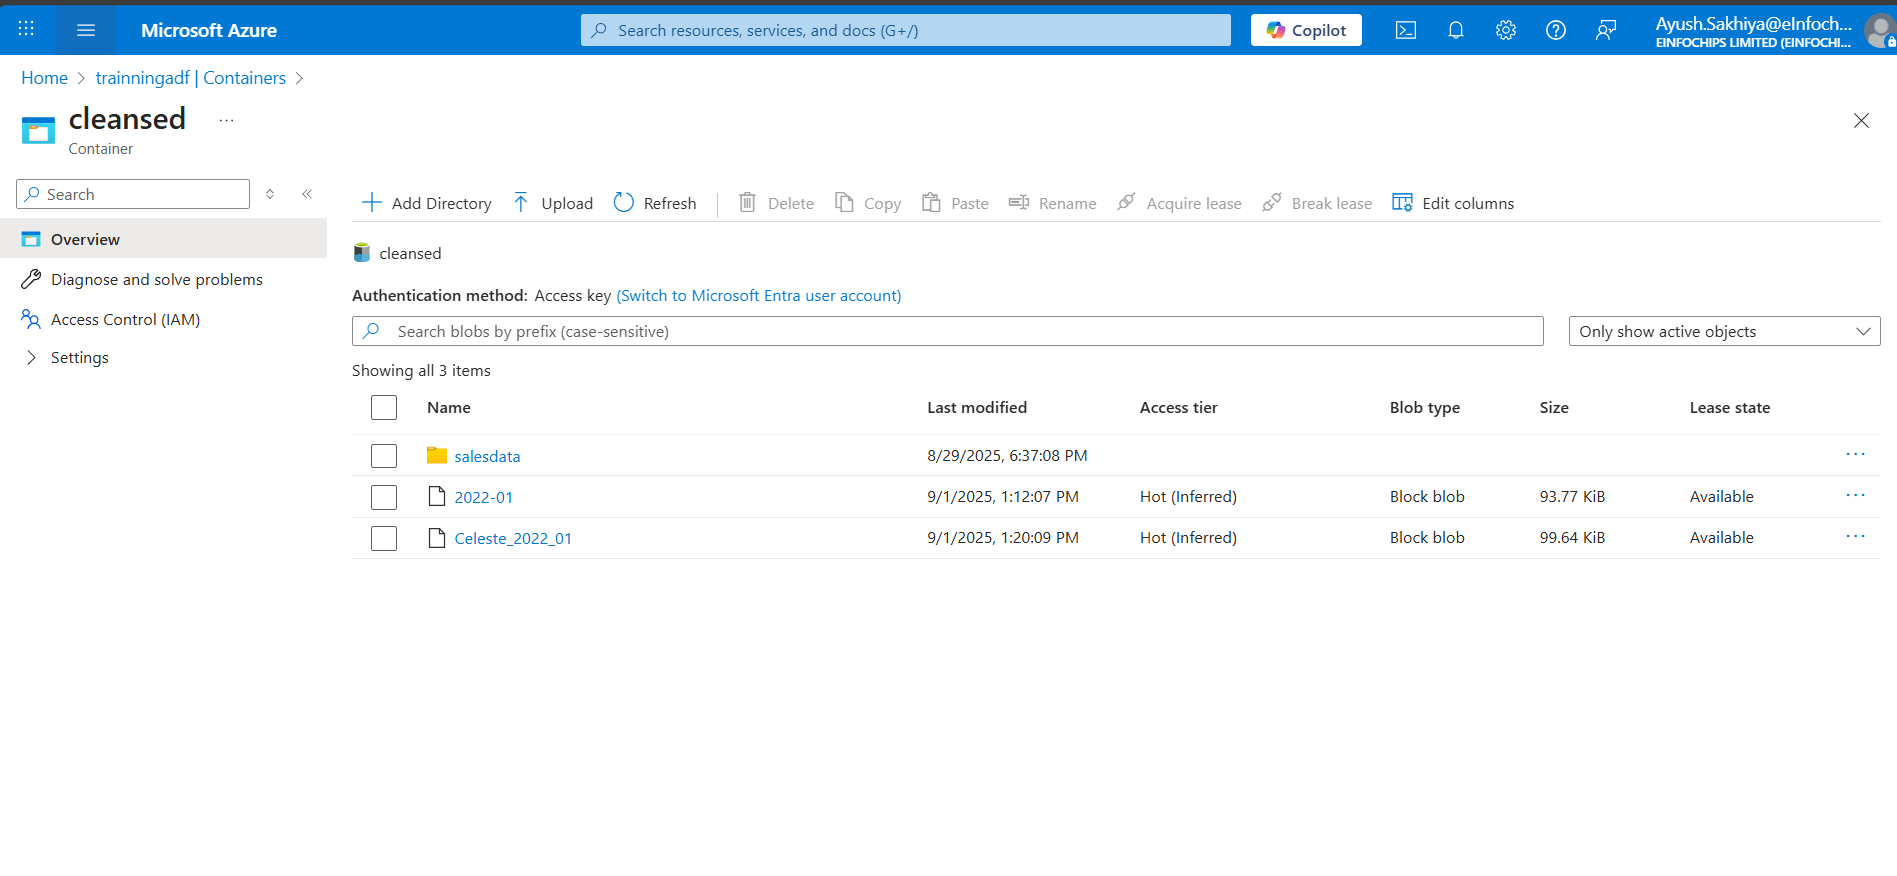 Microsoft Azure
Search resources, services, and docs (G+/)
Copilot
Ayush.Sakhiya@eInfoch...
EINFOCHIPS LIMITED (EINFOCHI...
Home > trainningadf | Containers >
cleansed ...
Container
Search
Overview
Diagnose and solve problems
Access Control (IAM)
Settings
Add Directory Upload Refresh Delete Copy Paste Rename Acquire lease Break lease Edit columns
cleansed
Authentication method: Access key (Switch to Microsoft Entra user account)
Search blobs by prefix (case-sensitive) Only show active objects
Showing all 3 items
Name Last modified Access tier Blob type Size Lease state
salesdata 8/29/2025, 6:37:08 PM ...
2022-01 9/1/2025, 1:12:07 PM Hot (Inferred) Block blob 93.77 KiB Available ...
Celeste_2022_01 9/1/2025, 1:20:09 PM Hot (Inferred) Block blob 99.64 KiB Available ...